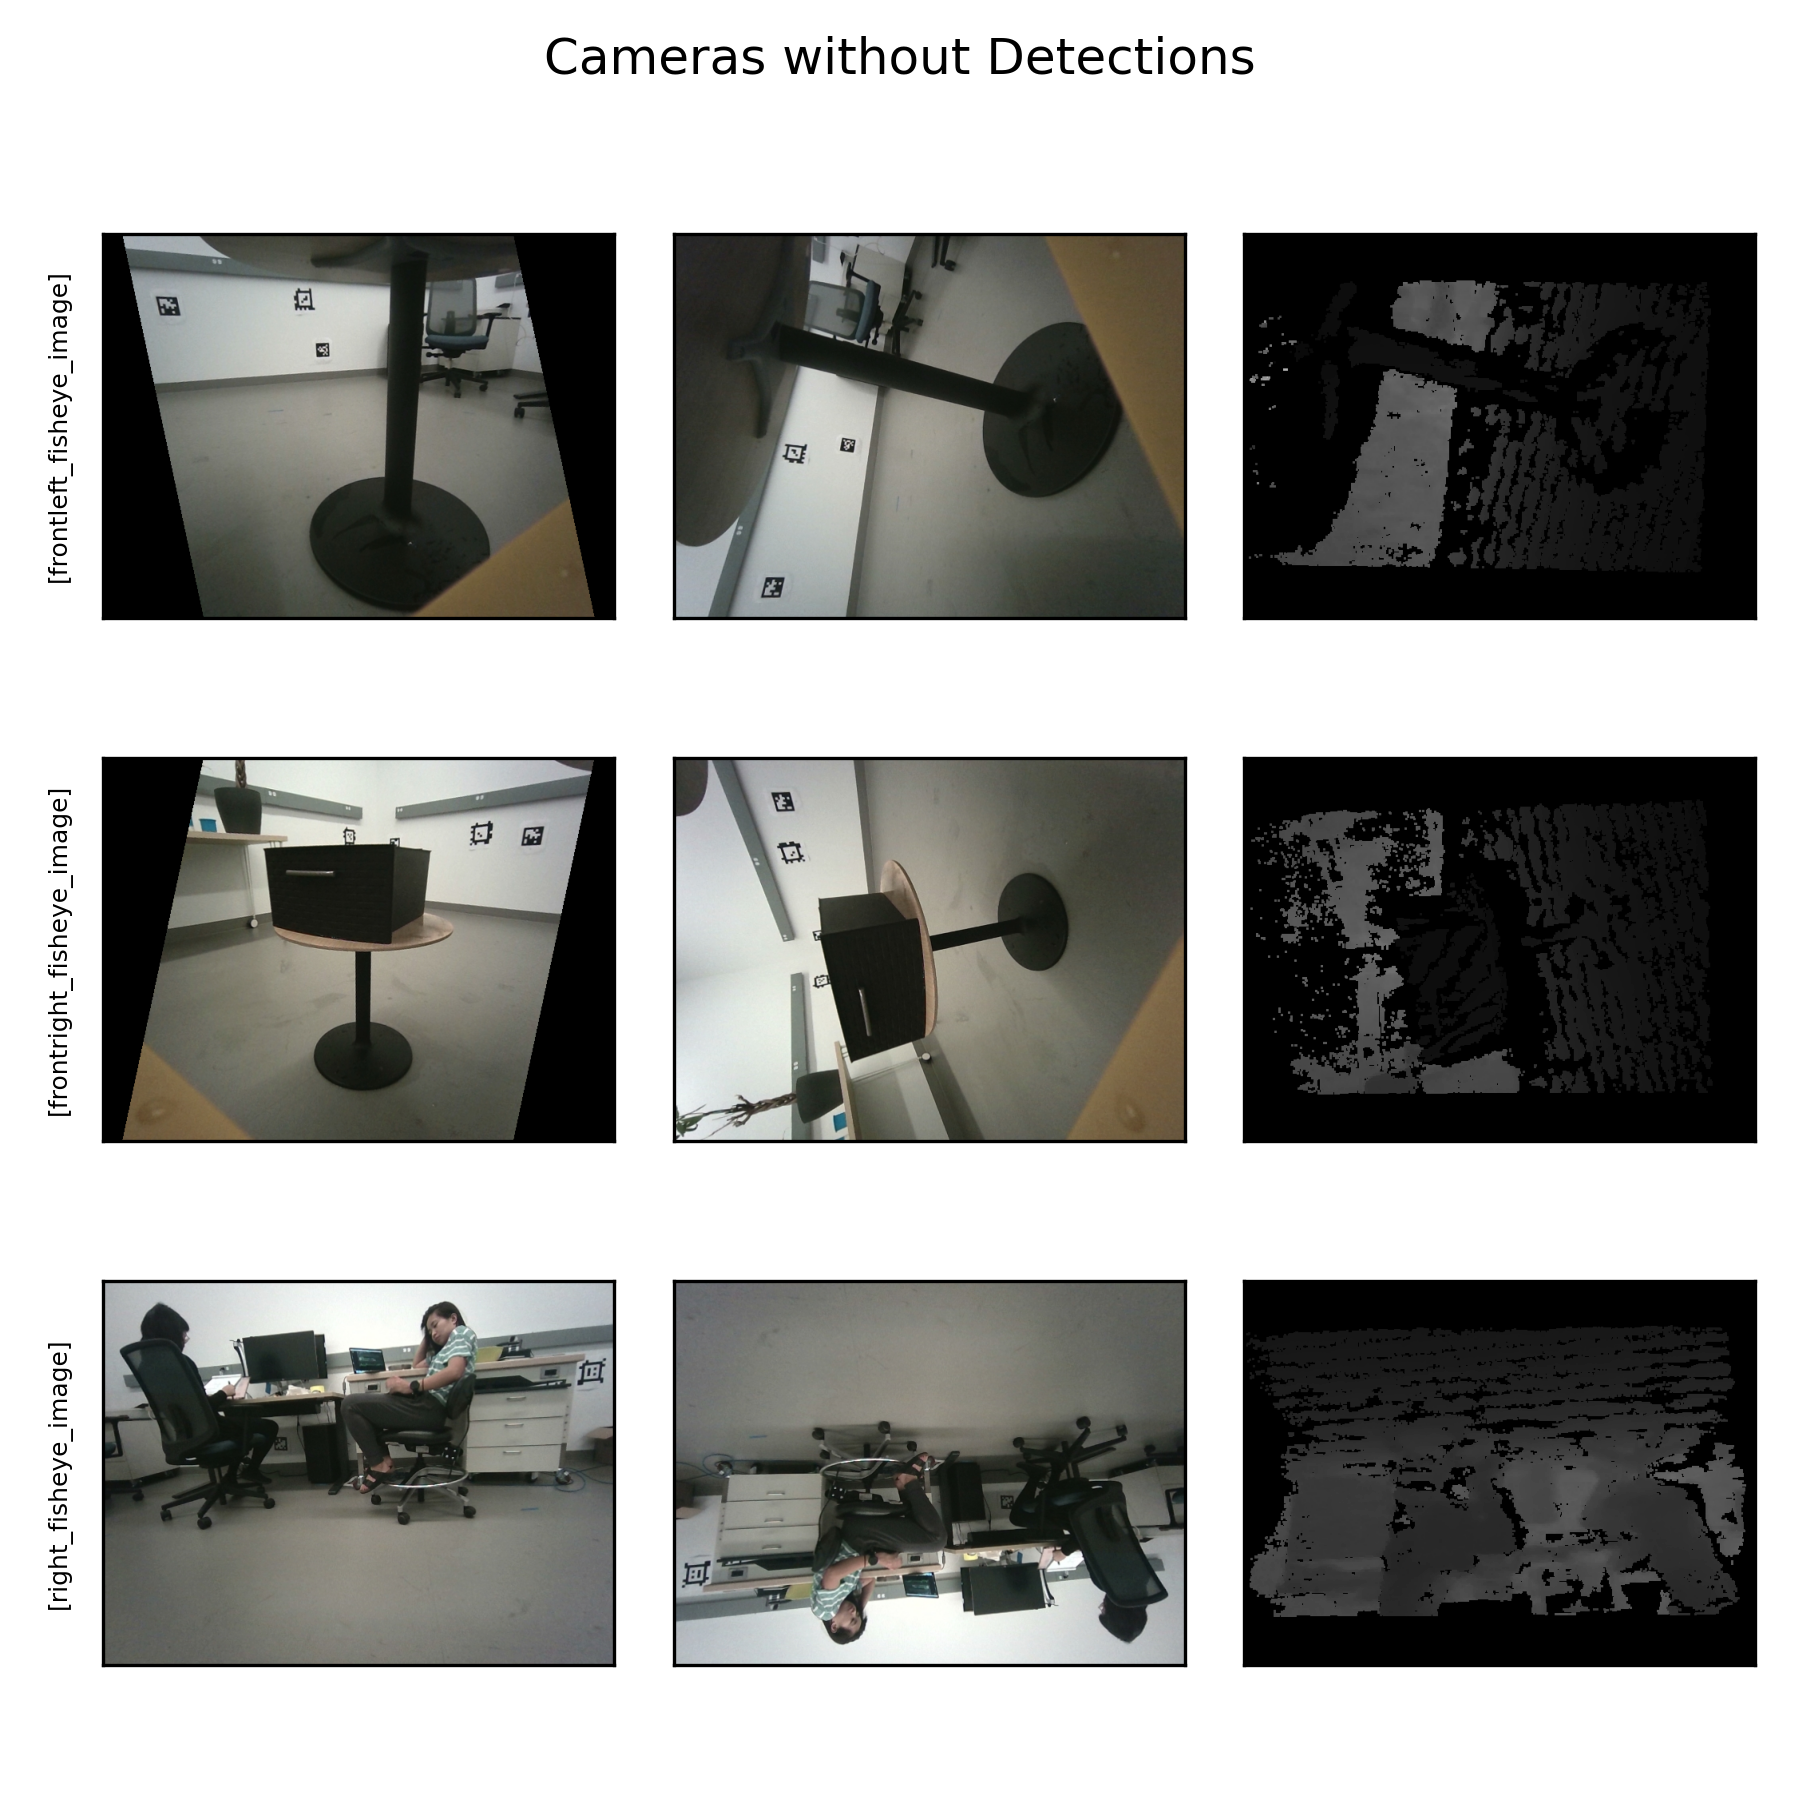 Cameras without Detections
[frontleft_fisheye_image]
[frontright_fisheye_image]
[right_fisheye_image]